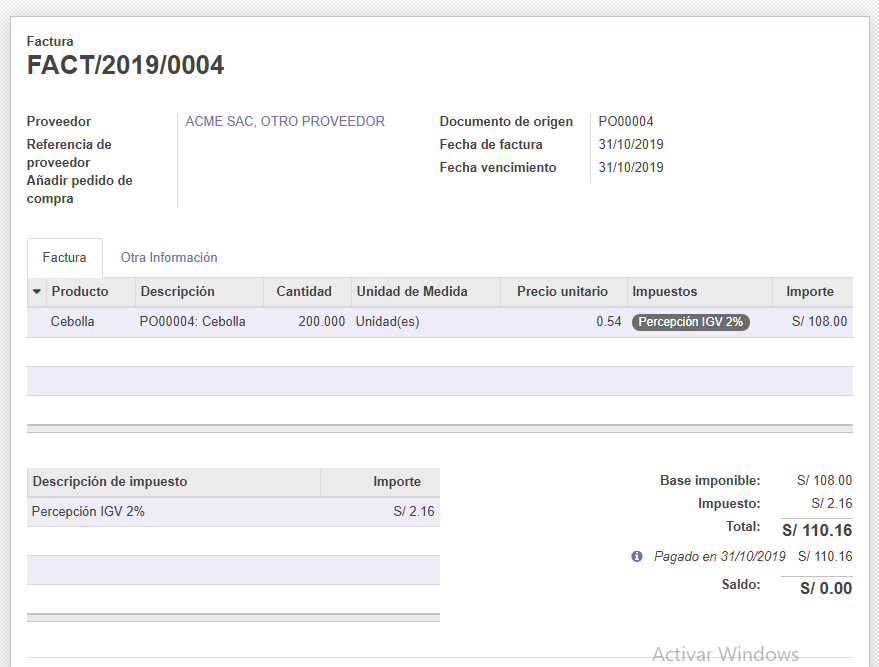 Factura
FACT/2019/0004
Proveedor ACME SAC, OTRO PROVEEDOR
Referencia de
proveedor
Añadir pedido de
compra
Documento de origen PO00004
Fecha de factura 31/10/2019
Fecha vencimiento 31/10/2019
Factura Otra Información
Producto Descripción Cantidad Unidad de Medida Precio unitario Impuestos Importe
Cebolla PO00004: Cebolla 200.000 Unidad(es) 0.54 Percepción IGV 2% S/ 108.00
Descripción de impuesto Importe
Percepción IGV 2% S/ 2.16
Base imponible: S/ 108.00
Impuesto: S/ 2.16
Total: S/ 110.16
Pagado en 31/10/2019 S/ 110.16
Saldo: S/ 0.00
Activar Windows